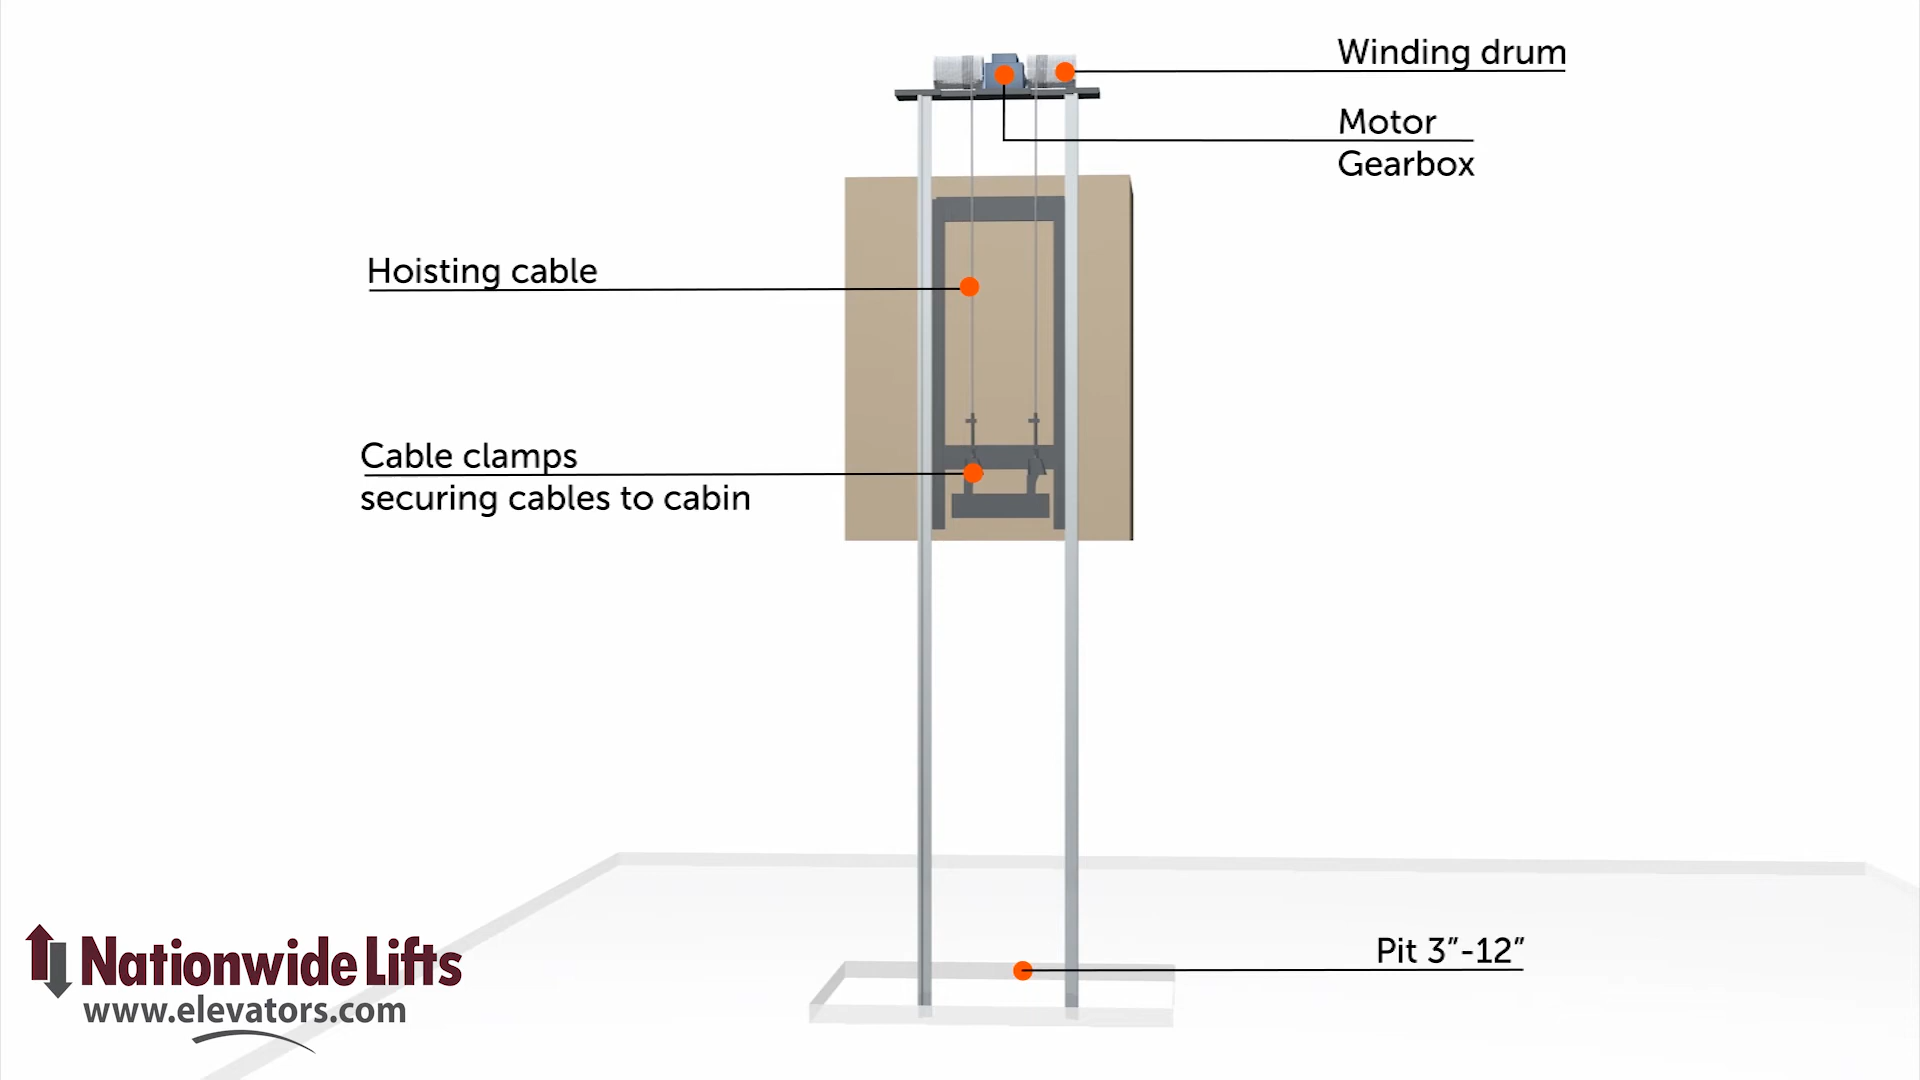 Winding drum
Motor
Gearbox
Hoisting cable
Cable clamps
securing cables to cabin
Pit 3”-12”
Nationwide Lifts
www.elevators.com